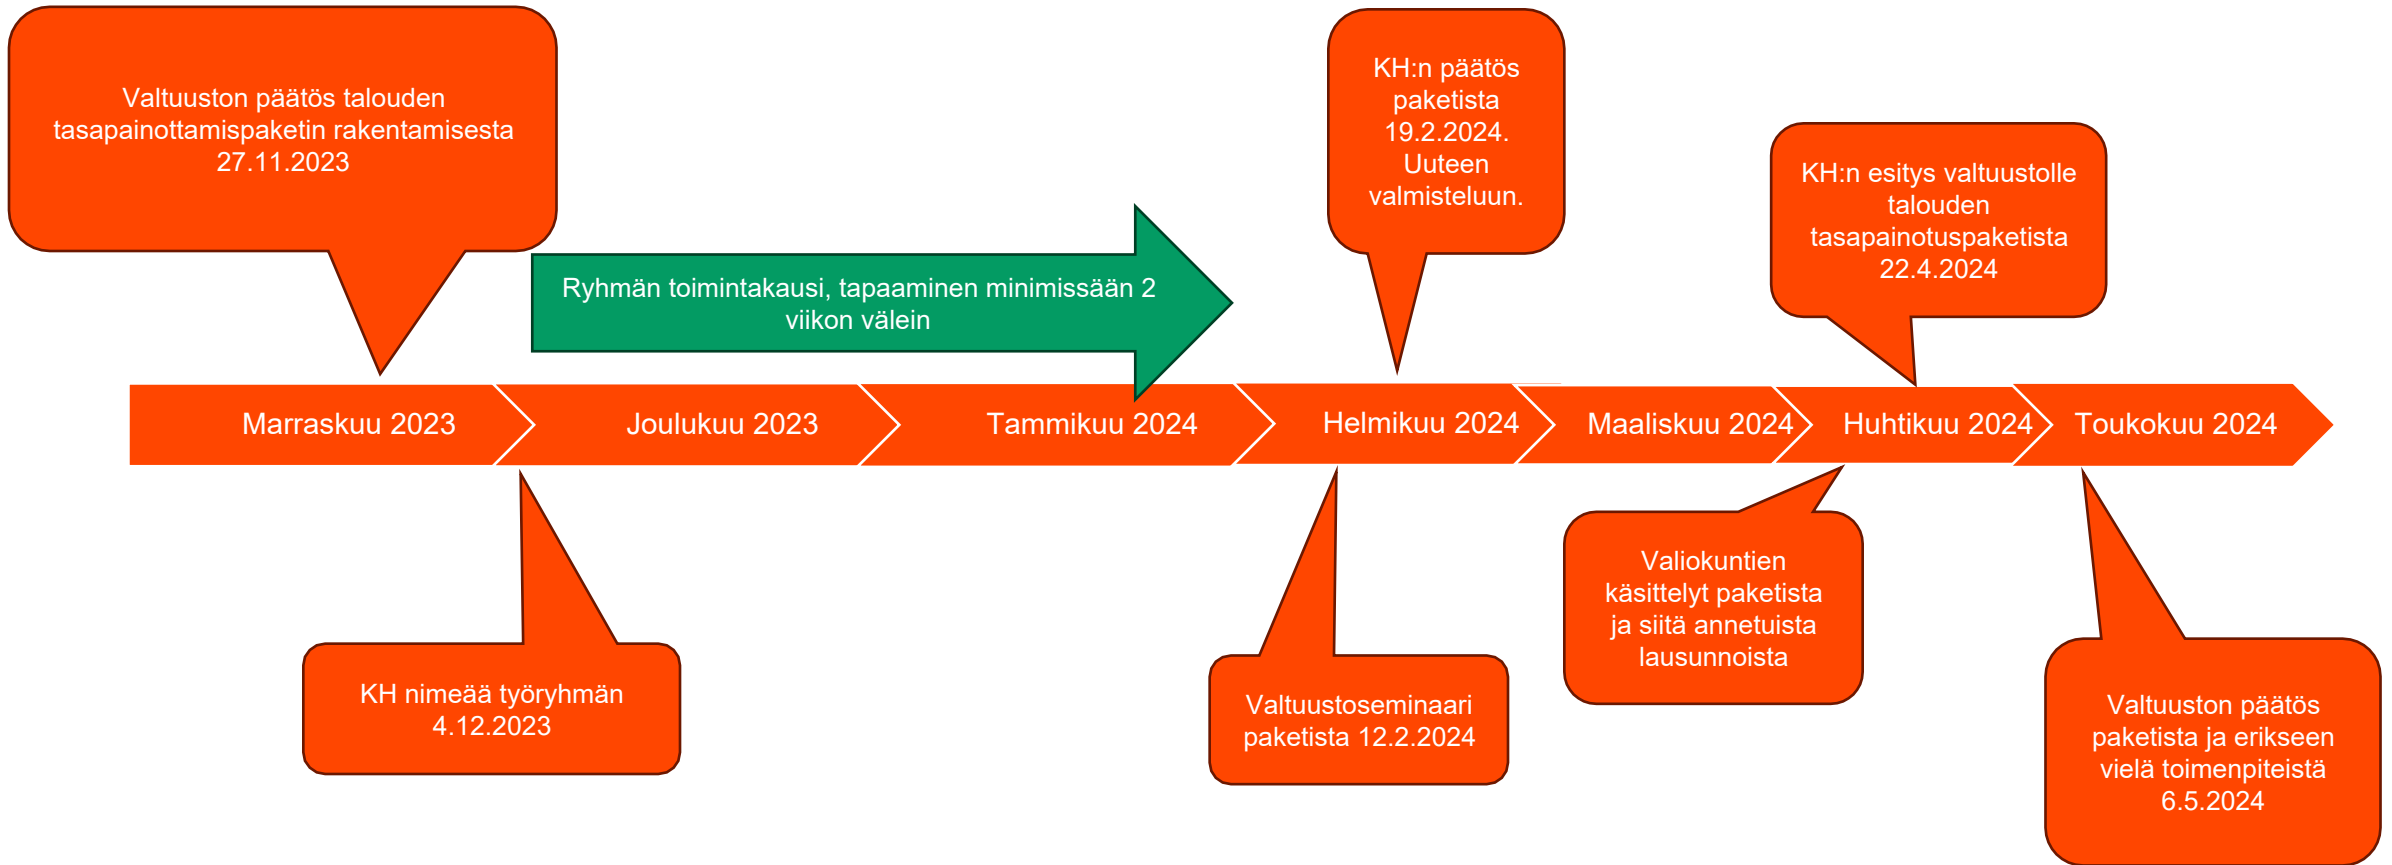 Valtuuston päätös talouden
tasapainottamispaketin rakentamisesta
27.11.2023
KH:n päätös
paketista
19.2.2024.
Uuteen
valmisteluun.
KH:n esitys valtuustolle
talouden
tasapainotuspaketista
22.4.2024
Ryhmän toimintakausi, tapaaminen minimissään 2
viikon välein
Marraskuu 2023
Joulukuu 2023
Tammikuu 2024
Helmikuu 2024
Maaliskuu 2024
Huhtikuu 2024
Toukokuu 2024
KH nimeää työryhmän
4.12.2023
Valtuustoseminaari
paketista 12.2.2024
Valiokuntien
käsittelyt paketista
ja siitä annetuista
lausunnoista
Valtuuston päätös
paketista ja erikseen
vielä toimenpiteistä
6.5.2024